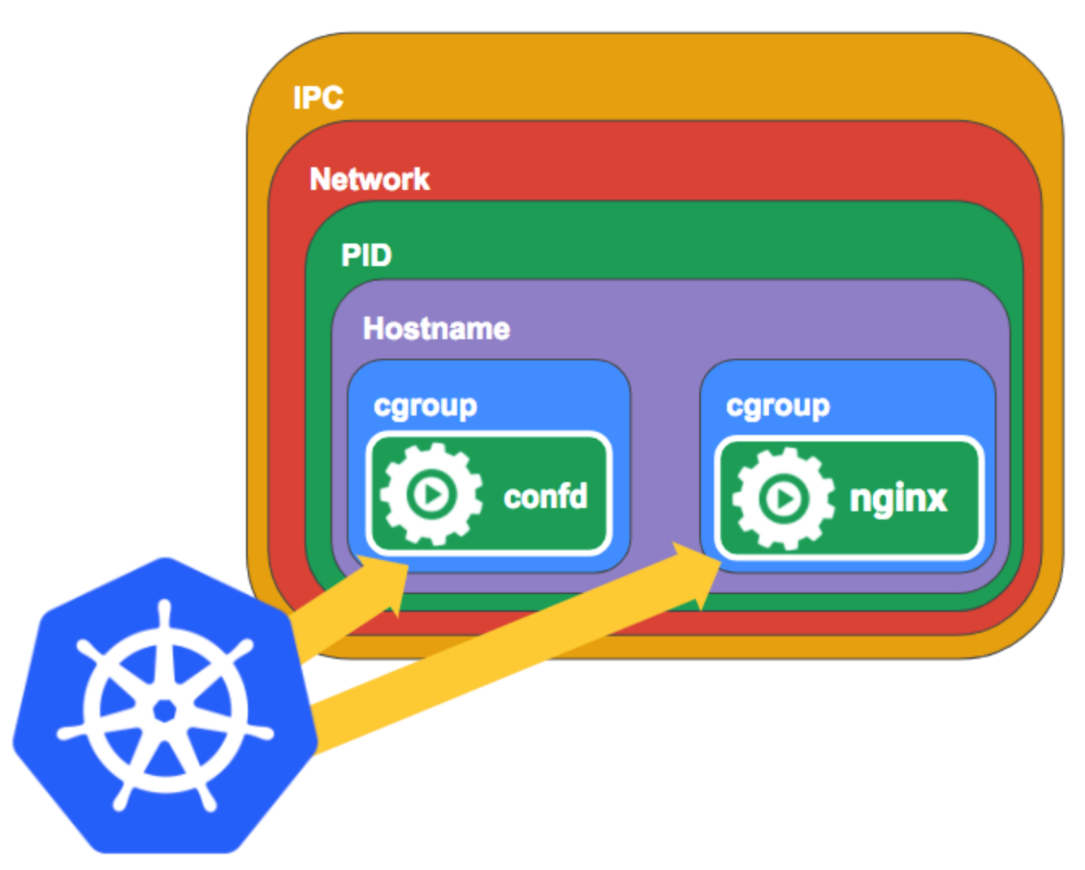 IPC
Network
PID
Hostname
cgroup
cgroup
confd
nginx